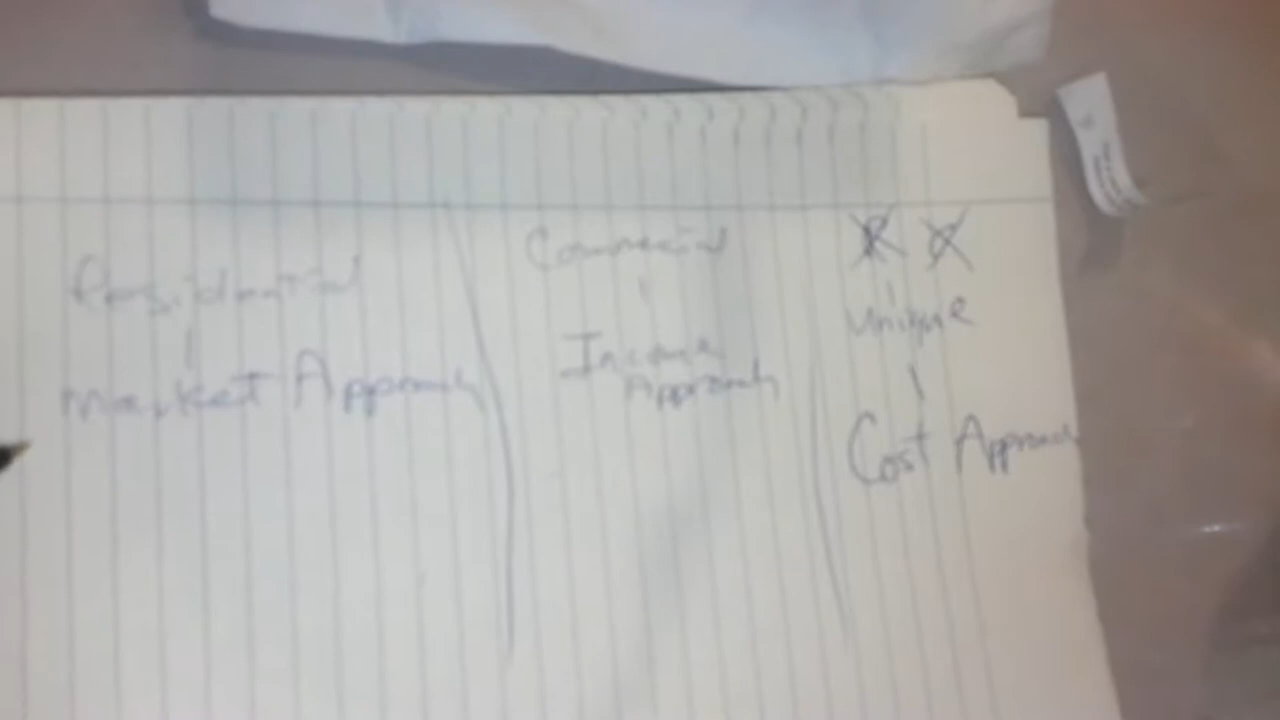 Residential
Market Approach
Commercial
Income
Approach
R C
Unique
Cost Approach